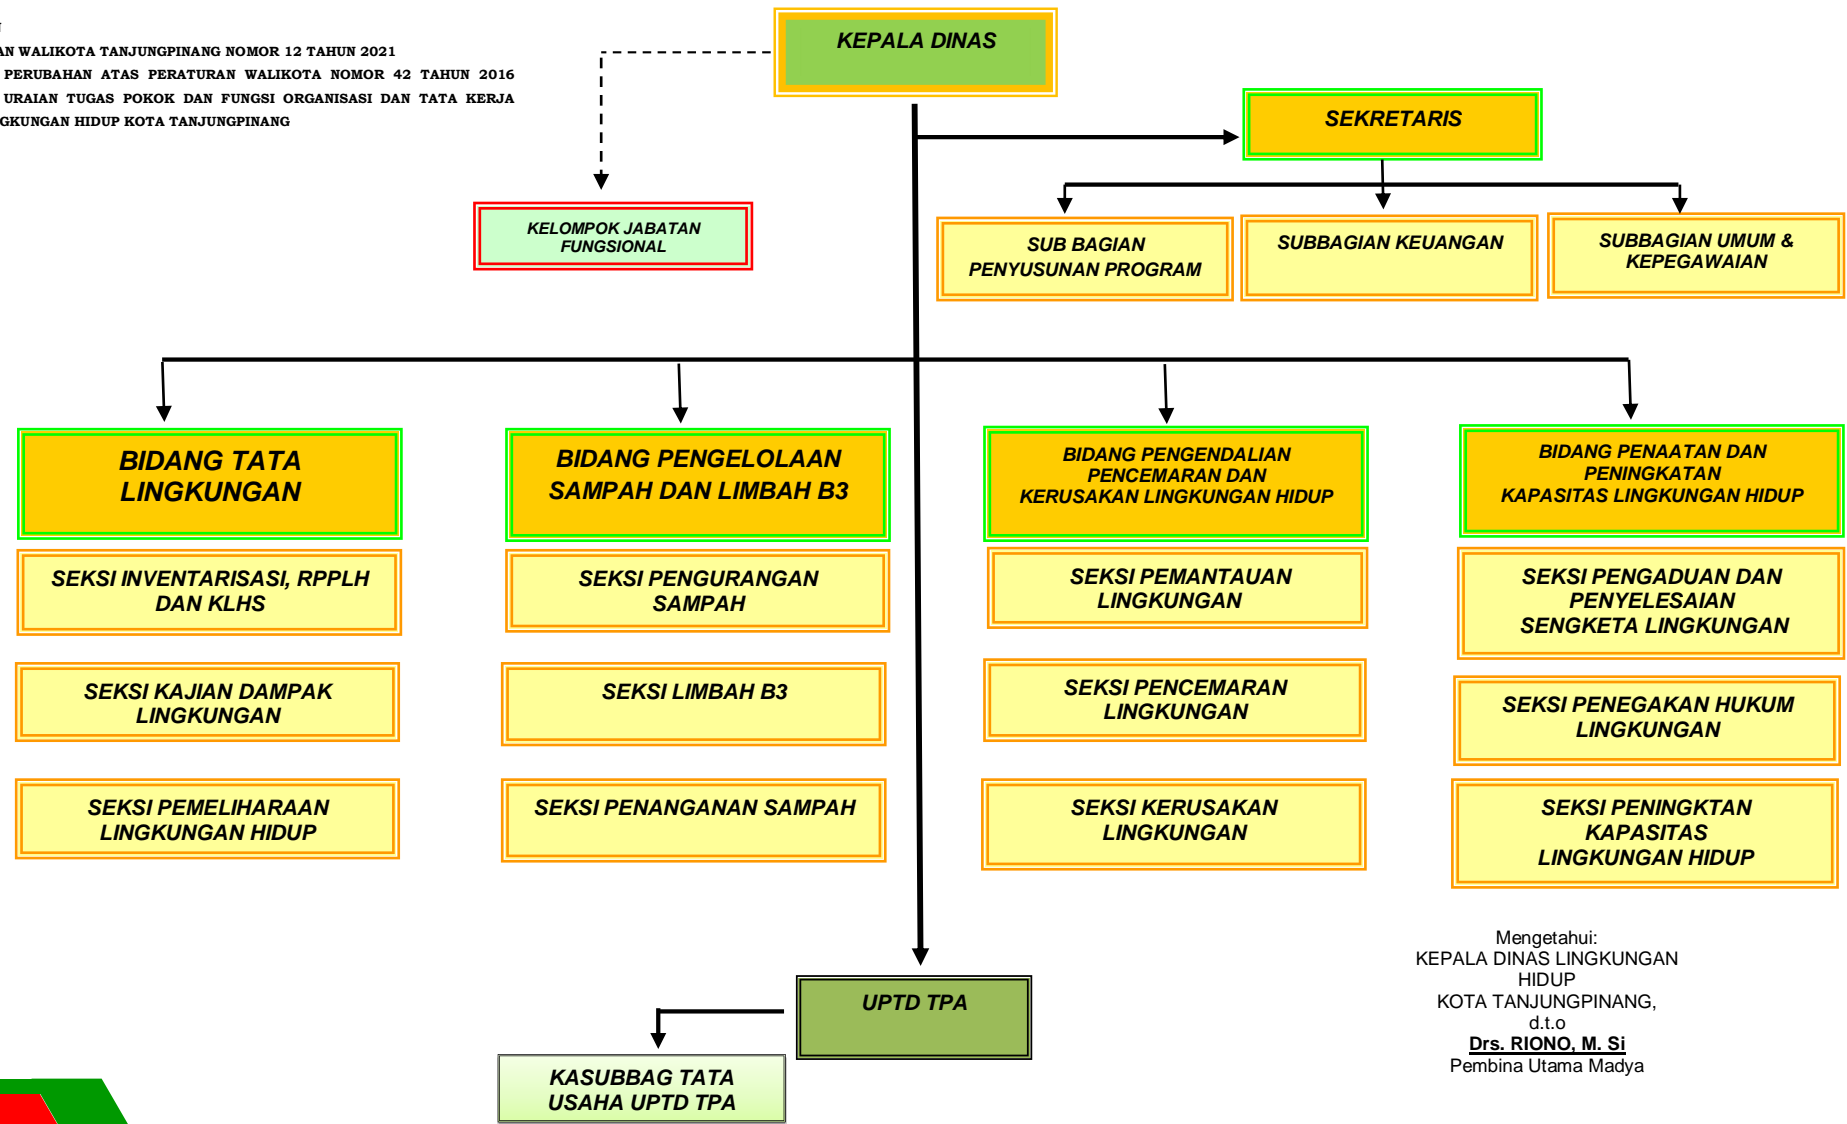 AN WALIKOTA TANJUNGPINANG NOMOR 12 TAHUN 2021
PERUBAHAN ATAS PERATURAN WALIKOTA NOMOR 42 TAHUN 2016
URAIAN TUGAS POKOK DAN FUNGSI ORGANISASI DAN TATA KERJA
GKUNGAN HIDUP KOTA TANJUNGPINANG
KEPALA DINAS
SEKRETARIS
KELOMPOK JABATAN
FUNGSIONAL
SUB BAGIAN
PENYUSUNAN PROGRAM
SUBBAGIAN KEUANGAN
SUBBAGIAN UMUM &
KEPEGAWAIAN
BIDANG TATA
LINGKUNGAN
BIDANG PENGELOLAAN
SAMPAH DAN LIMBAH B3
BIDANG PENGENDALIAN
PENCEMARAN DAN
KERUSAKAN LINGKUNGAN HIDUP
BIDANG PENAATAN DAN
PENINGKATAN
KAPASITAS LINGKUNGAN HIDUP
SEKSI INVENTARISASI, RPPLH
DAN KLHS
SEKSI PENGURANGAN
SAMPAH
SEKSI PEMANTAUAN
LINGKUNGAN
SEKSI PENGADUAN DAN
PENYELESAIAN
SENGKETA LINGKUNGAN
SEKSI KAJIAN DAMPAK
LINGKUNGAN
SEKSI LIMBAH B3
SEKSI PENCEMARAN
LINGKUNGAN
SEKSI PENEGAKAN HUKUM
LINGKUNGAN
SEKSI PEMELIHARAAN
LINGKUNGAN HIDUP
SEKSI PENANGANAN SAMPAH
SEKSI KERUSAKAN
LINGKUNGAN
SEKSI PENINGKTAN
KAPASITAS
LINGKUNGAN HIDUP
UPTD TPA
KASUBBAG TATA
USAHA UPTD TPA
Mengetahui:
KEPALA DINAS LINGKUNGAN
HIDUP
KOTA TANJUNGPINANG,
d.t.o
Drs. RIONO, M. Si
Pembina Utama Madya